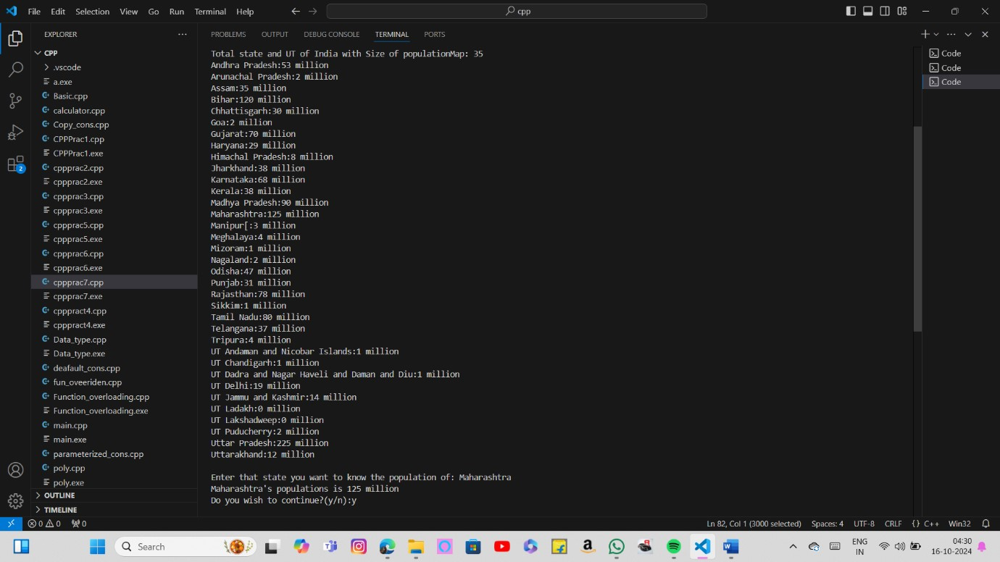 File Edit Selection View Go Run Terminal Help
cpp
EXPLORER
PROBLEMS OUTPUT DEBUG CONSOLE TERMINAL PORTS
CPP
.vscode
a.exe
Basic.cpp
calculator.cpp
Copy_cons.cpp
CPPPrac1.cpp
CPPPrac1.exe
cppprac2.cpp
cppprac2.exe
cppprac3.cpp
cppprac3.exe
cppprac5.cpp
cppprac5.exe
cppprac6.cpp
cppprac6.exe
cppprac7.cpp
cppprac7.exe
cpppract4.cpp
cpppract4.exe
Data_type.cpp
Data_type.exe
deafault_cons.cpp
fun_oveeriden.cpp
Function_overloading.cpp
Function_overloading.exe
main.cpp
main.exe
parameterized_cons.cpp
poly.cpp
poly.exe
OUTLINE
TIMELINE
2
Total state and UT of India with Size of populationMap: 35
Andhra Pradesh:53 million
Arunachal Pradesh:2 million
Assam:35 million
Bihar:120 million
Chhattisgarh:30 million
Goa:2 million
Gujarat:70 million
Haryana:29 million
Himachal Pradesh:8 million
Jharkhand:38 million
Karnataka:68 million
Kerala:38 million
Madhya Pradesh:90 million
Maharashtra:125 million
Manipur[:3 million
Meghalaya:4 million
Mizoram:1 million
Nagaland:2 million
Odisha:47 million
Punjab:31 million
Rajasthan:78 million
Sikkim:1 million
Tamil Nadu:80 million
Telangana:37 million
Tripura:4 million
UT Andaman and Nicobar Islands:1 million
UT Chandigarh:1 million
UT Dadra and Nagar Haveli and Daman and Diu:1 million
UT Delhi:19 million
UT Jammu and Kashmir:14 million
UT Ladakh:0 million
UT Lakshadweep:0 million
UT Puducherry:2 million
Uttar Pradesh:225 million
Uttarakhand:12 million
Enter that state you want to know the population of: Maharashtra
Maharashtra's populations is 125 million
Do you wish to continue?(y/n):y
Code
Code
Code
0 0 0
Ln 82, Col 1 (3000 selected) Spaces: 4 UTF-8 CRLF {} C++ Win32
Search
ENG
IN
04:30
16-10-2024